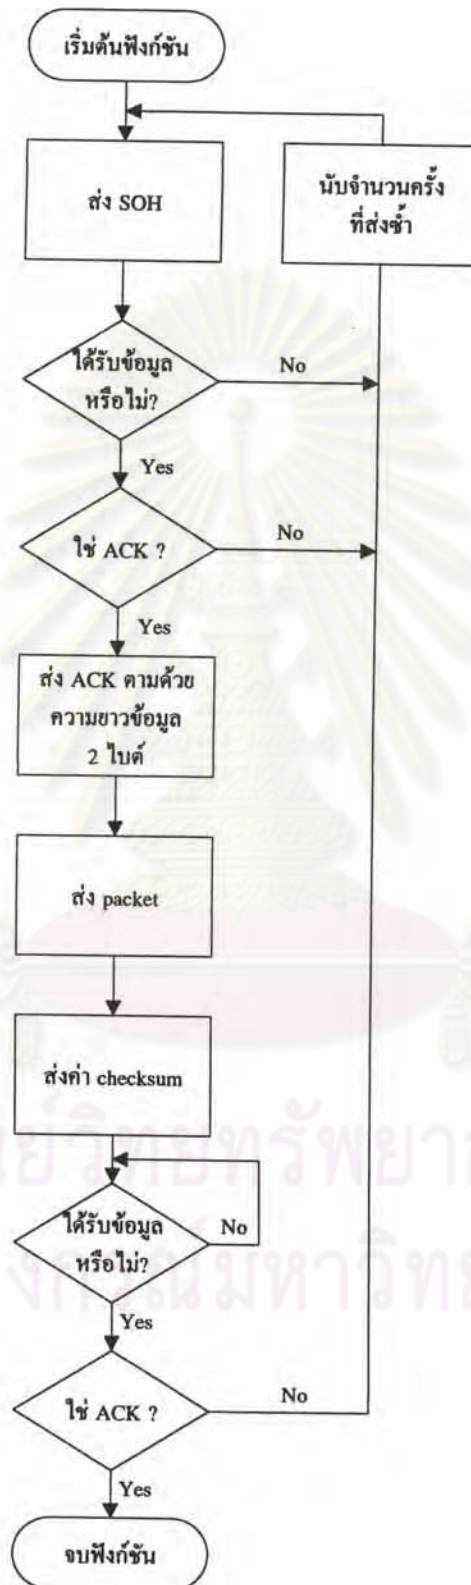 เริ่มต้นฟังก์ชัน
ส่ง SOH
นับจำนวนครั้ง
ที่ส่งซ้ำ
ได้รับข้อมูล
หรือไม่?
No
Yes
ใช่ ACK ?
No
Yes
ส่ง ACK ตามด้วย
ความยาวข้อมูล
2 ไบต์
ส่ง packet
ส่งค่า checksum
ได้รับข้อมูล
หรือไม่?
No
Yes
ใช่ ACK ?
No
Yes
จบฟังก์ชัน